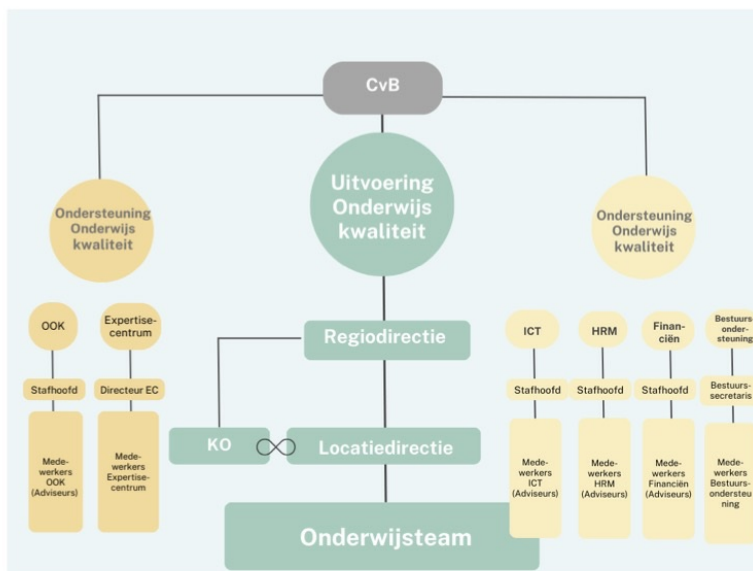 CvB
Uitvoering
Onderwijs
kwaliteit
Ondersteuning
Onderwijs
kwaliteit
Ondersteuning
Onderwijs
kwaliteit
OOK
Expertise-
centrum
Regiodirectie
ICT
HRM
Finan-
ciën
Bestuurs-
onder-
steuning
Stafhoofd
Directeur EC
Stafhoofd
Stafhoofd
Stafhoofd
Bestuurs-
secretaris
KO
Locatiedirectie
Mede-
werkers
OOK
(Adviseurs)
Mede-
werkers
Expertise-
centrum
Mede-
werkers
ICT
(Adviseurs)
Mede-
werkers
HRM
(Adviseurs)
Mede-
werkers
Financiën
(Adviseurs)
Mede-
werkers
Bestuurs-
ondersteu
ning
Onderwijsteam